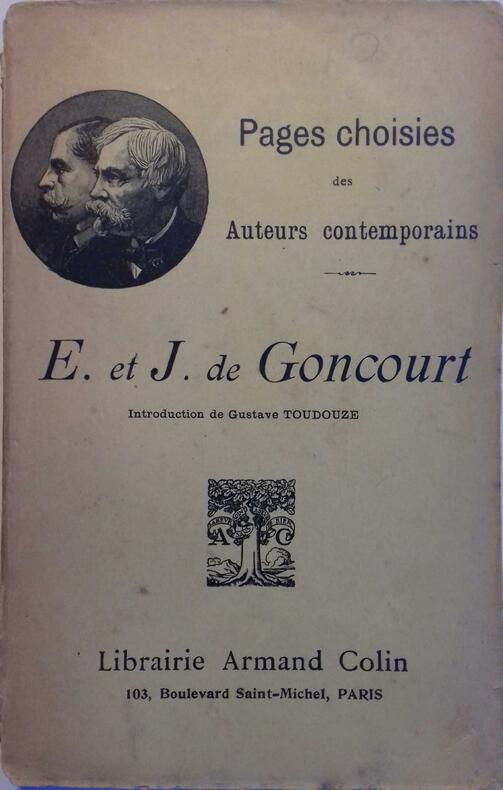 Pages choisies
des
Auteurs contemporains
E. et J. de Goncourt
Introduction de Gustave TOUDOUZE
A C
Librairie Armand Colin
103, Boulevard Saint-Michel, PARIS